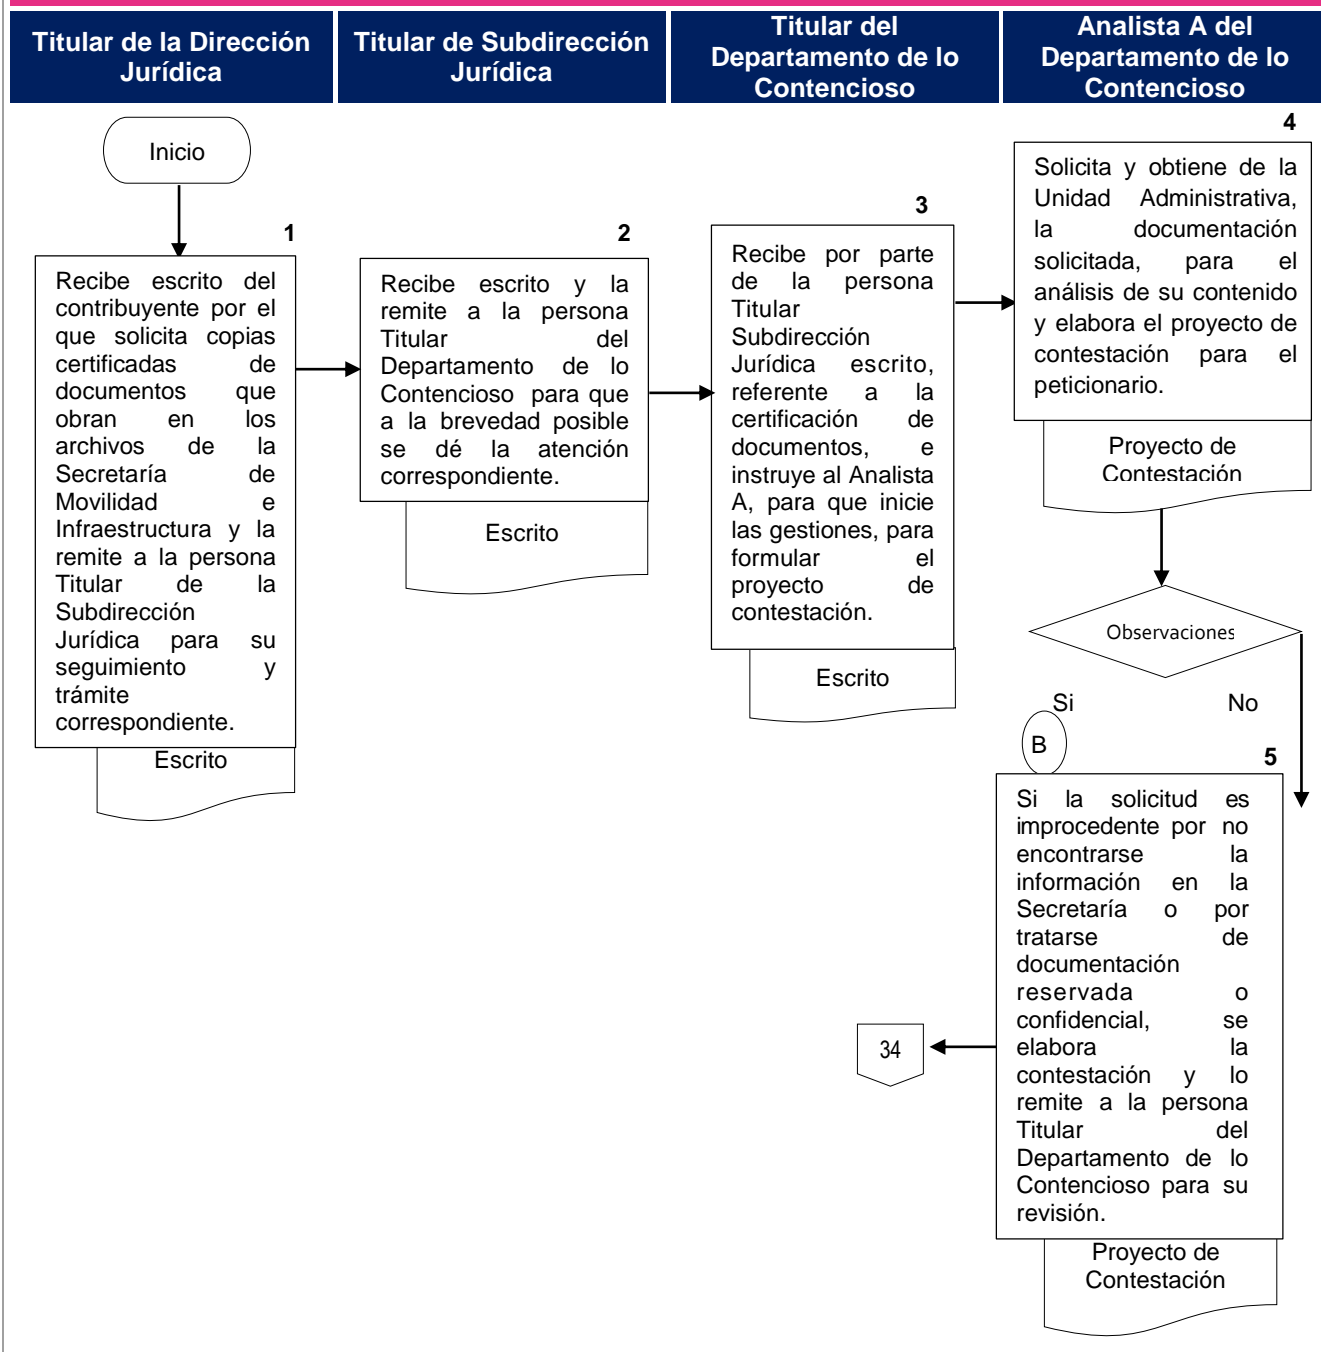 Titular de la Dirección
Jurídica
Titular de Subdirección
Jurídica
Titular del
Departamento de lo
Contencioso
Analista A del
Departamento de lo
Contencioso
Inicio
1
Recibe escrito del
contribuyente por el
que solicita copias
certificadas de
documentos que
obran en los
archivos de la
Secretaría de
Movilidad e
Infraestructura y la
remite a la persona
Titular de la
Subdirección
Jurídica para su
seguimiento y
trámite
correspondiente.
Escrito
2
Recibe escrito y la
remite a la persona
Titular del
Departamento de lo
Contencioso para que
a la brevedad posible
se dé la atención
correspondiente.
Escrito
3
Recibe por parte
de la persona
Titular
Subdirección
Jurídica escrito,
referente a la
certificación de
documentos, e
instruye al Analista
A, para que inicie
las gestiones, para
formular el
proyecto de
contestación.
Escrito
4
Solicita y obtiene de la
Unidad Administrativa,
la documentación
solicitada, para el
análisis de su contenido
y elabora el proyecto de
contestación para el
peticionario.
Proyecto de
Contestación
Observaciones
Si No
B
5
Si la solicitud es
improcedente por no
encontrarse la
información en la
Secretaría o por
tratarse de
documentación
reservada o
confidencial, se
elabora la
contestación y lo
remite a la persona
Titular del
Departamento de lo
Contencioso para su
revisión.
34
Proyecto de
Contestación